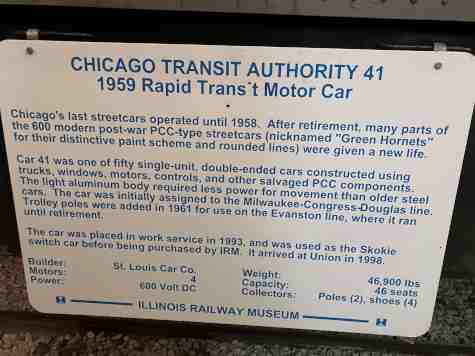 CHICAGO TRANSIT AUTHORITY 41
1959 Rapid Trans't Motor Car
Chicago's last streetcars operated until 1958. After retirement, many parts of
the 600 modern post-war PCC-type streetcars (nicknamed "Green Hornets"
for their distinctive paint scheme and rounded lines) were given a new life.
Car 41 was one of fifty single-unit, double-ended cars constructed using
trucks, windows, motors, controls, and other salvaged PCC components.
The light aluminum body required less power for movement than older steel
cars. The car was initially assigned to the Milwaukee-Congress-Douglas line.
Trolley poles were added in 1961 for use on the Evanston line, where it ran
until retirement.
The car was placed in work service in 1993, and was used as the Skokie
switch car before being purchased by IRM. It arrived at Union in 1998.
Builder: St. Louis Car Co. Weight: 46,900 lbs
Motors: 4 Capacity: 46 seats
Power: 600 Volt DC Collectors: Poles (2), shoes (4)
ILLINOIS RAILWAY MUSEUM